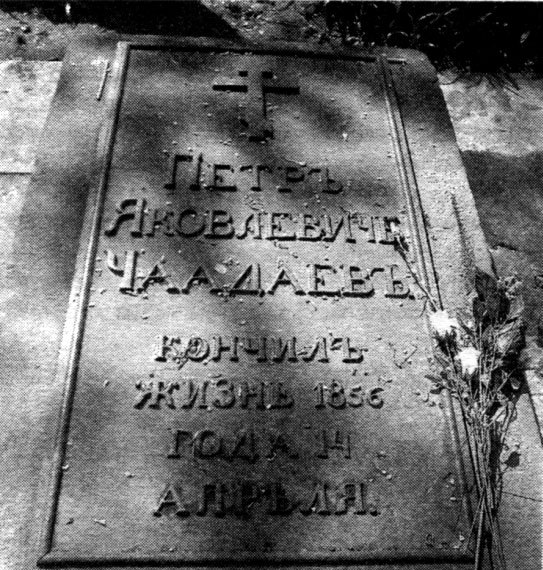 Петръ
Яковлевичъ
Чаадаевъ
кончилъ
жизнь 1856
года 14
апрѣля.